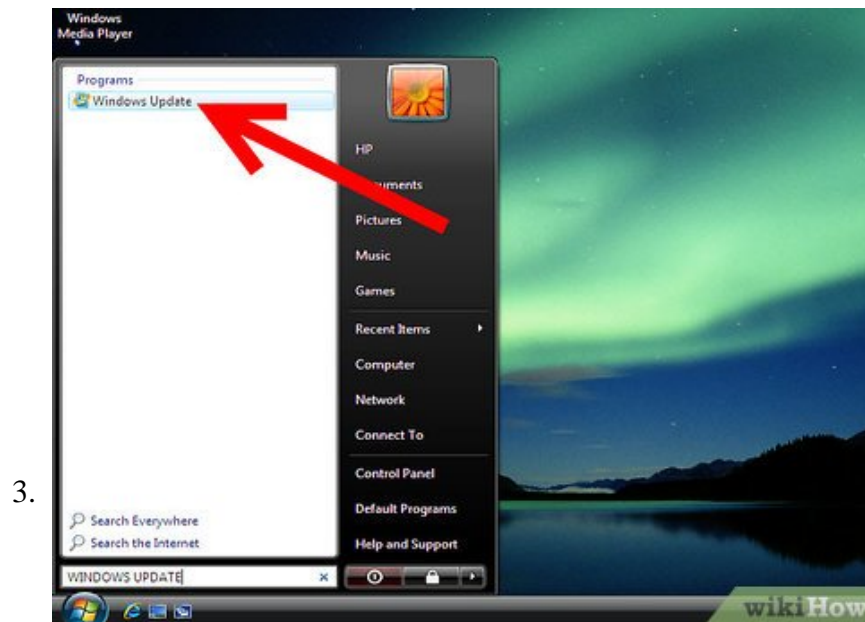 Windows
Media Player
Programs
Windows Update
HP
Pictures
Music
Games
Recent Items
Computer
Network
Connect To
3.
Control Panel
Default Programs
Search Everywhere
Search the Internet
Help and Support
WINDOWS UPDATE
wikiHow